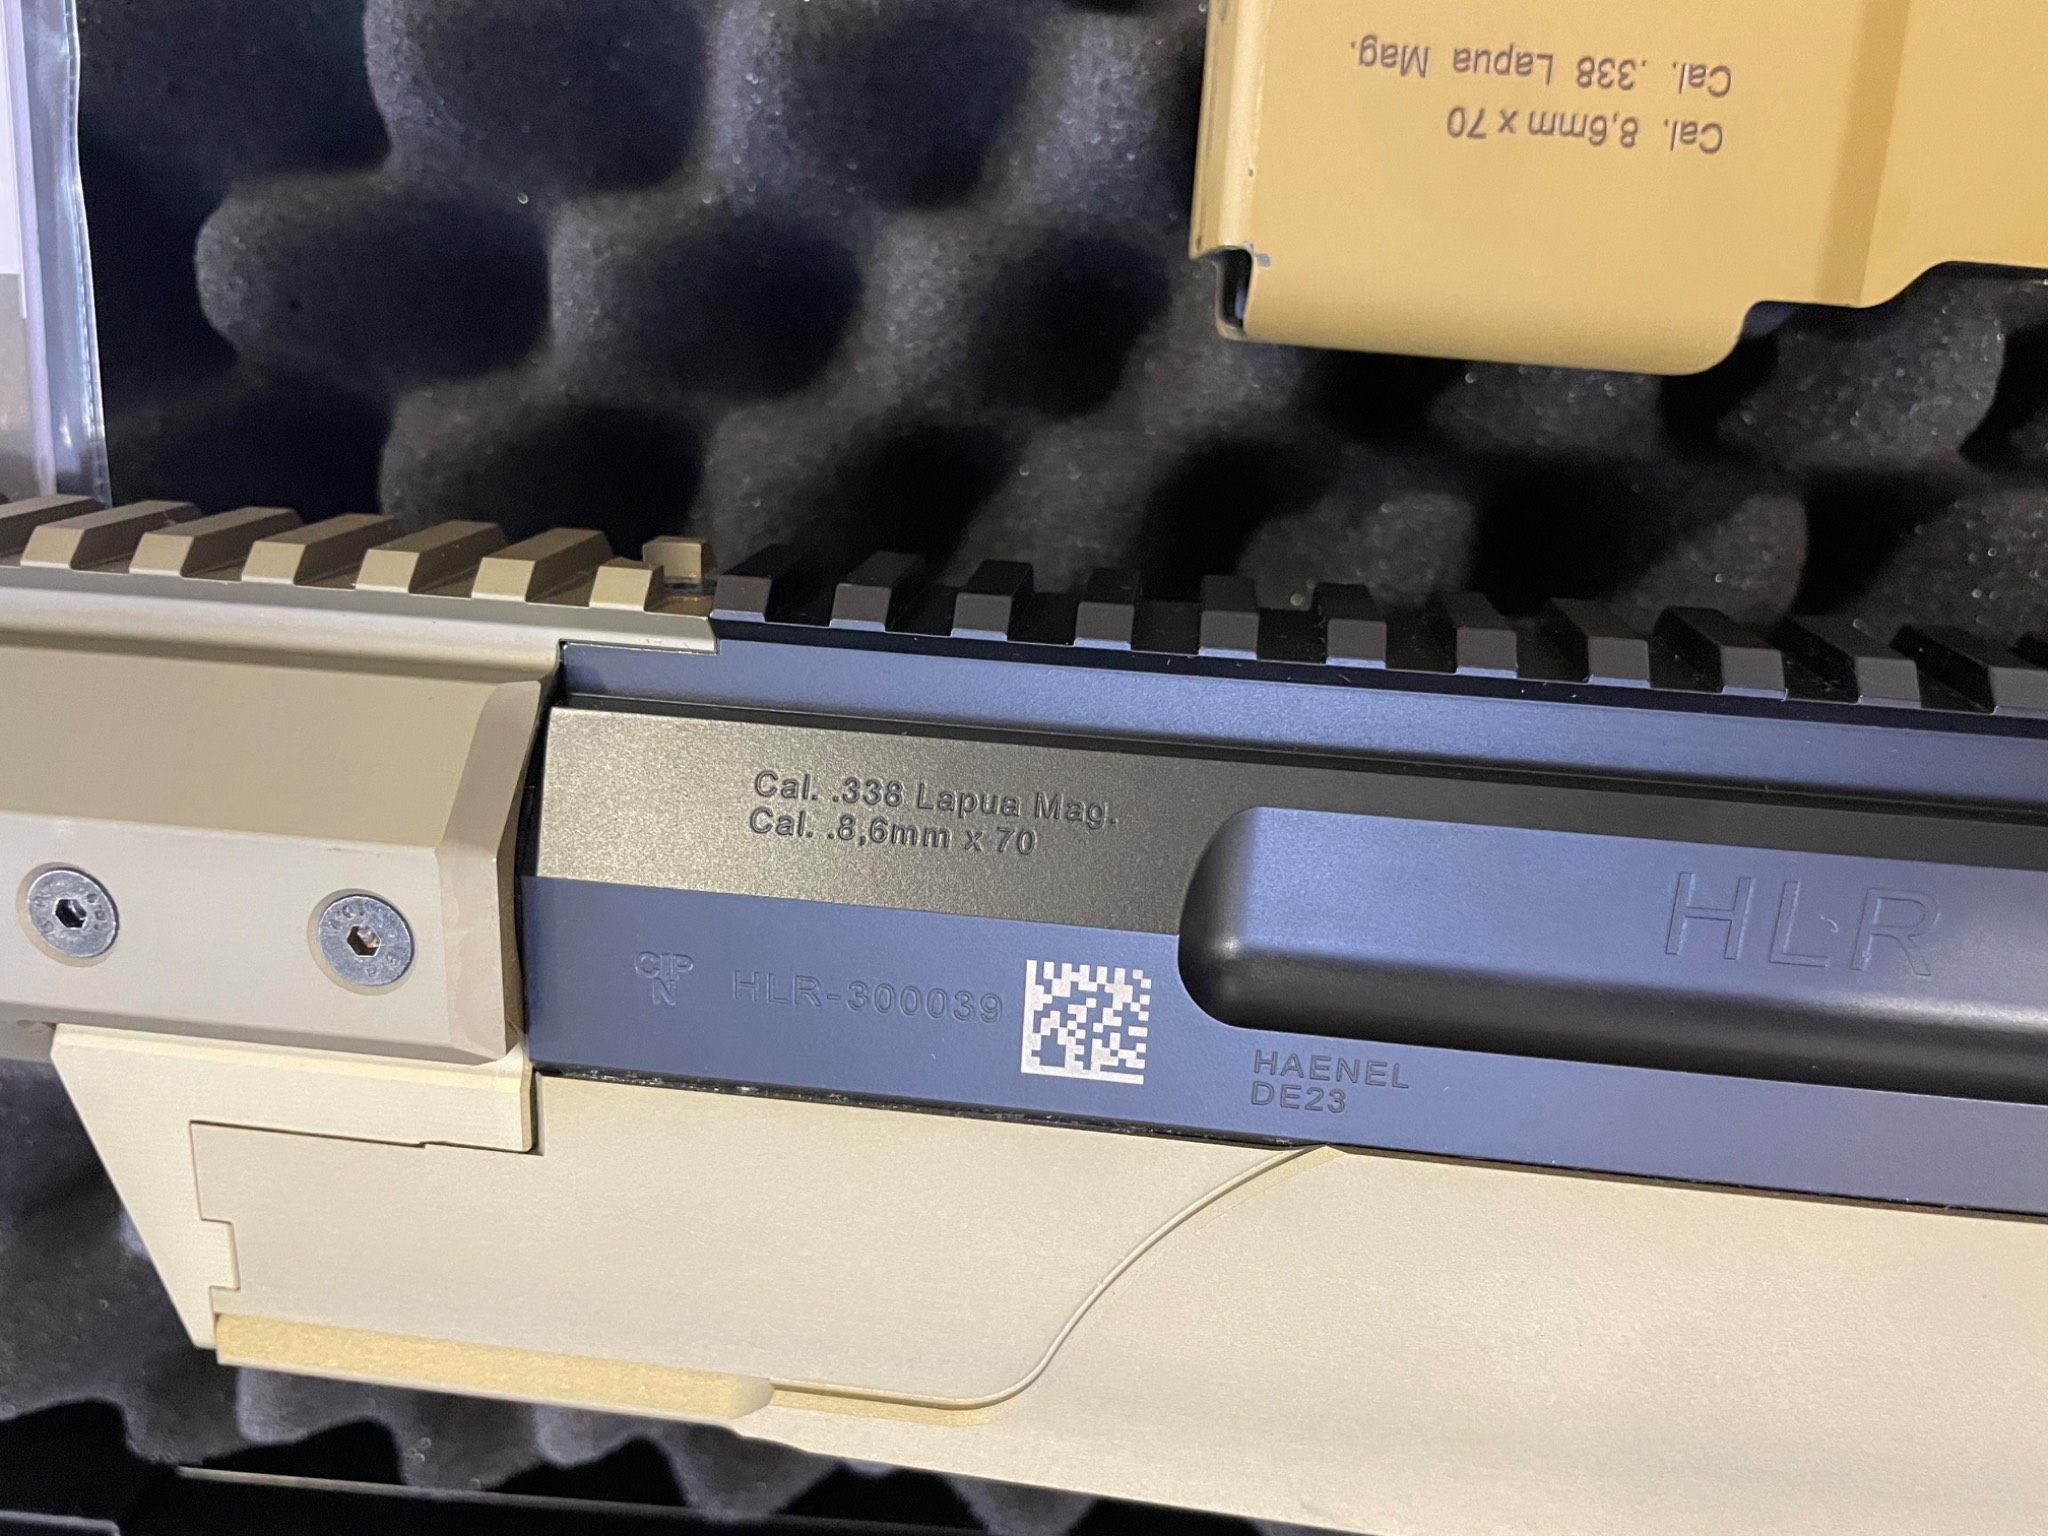 Cal. .338 Lapua Mag.
Cal. 8,6mm x 70
Cal. .338 Lapua Mag.
Cal. .8,6mm x 70
HLR
CIP
N
HLR-300039
HAENEL
DE23